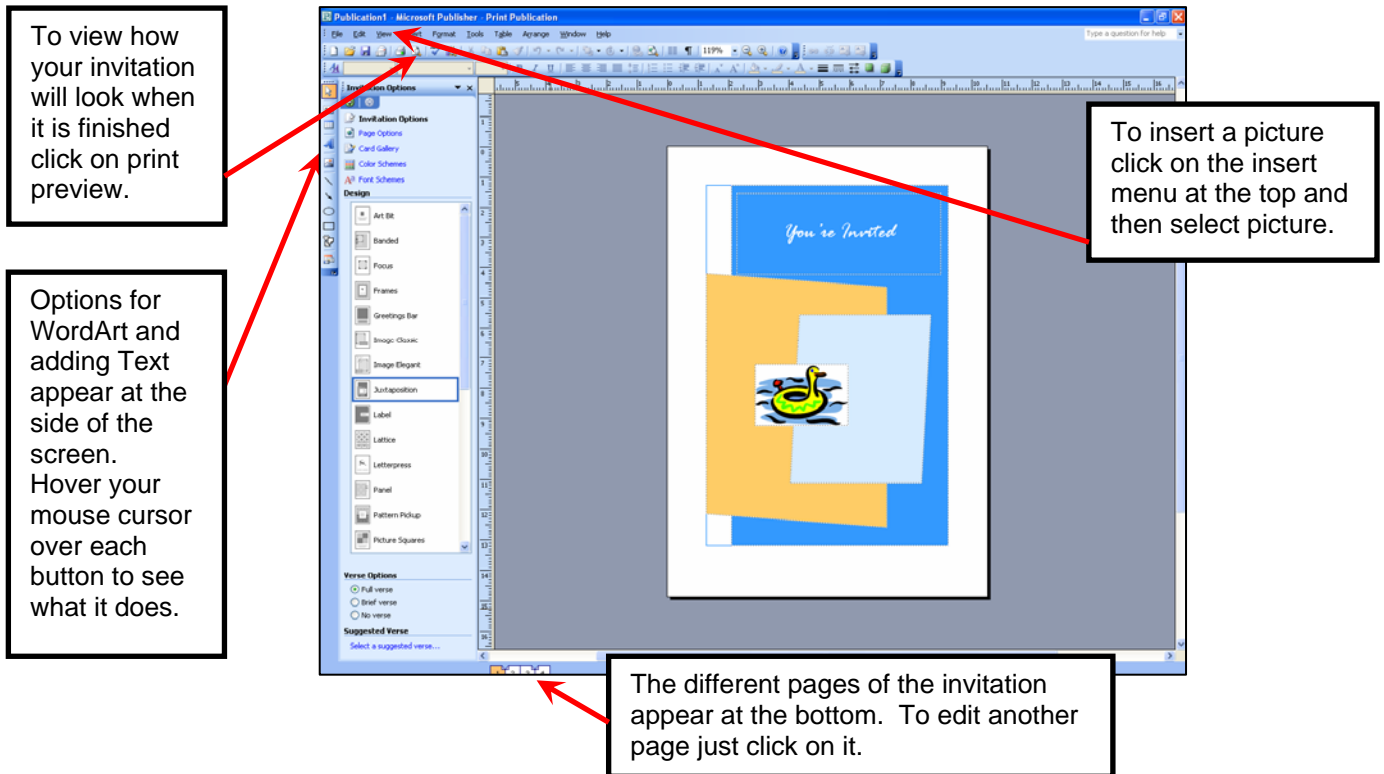 Publication1 - Microsoft Publisher - Print Publication
File Edit View Format Tools Table Arrange Window Help
Type a question for help
119%
To view how
your invitation
will look when
it is finished
click on print
preview.
Options for
WordArt and
adding Text
appear at the
side of the
screen.
Hover your
mouse cursor
over each
button to see
what it does.
Invitation Options
Invitation Options
Page Options
Card Gallery
Color Schemes
Font Schemes
Design
Art Bit
Banded
Focus
Frames
Greetings Bar
Image Classic
Image Elegant
Juxtaposition
Label
Lattice
Letterpress
Panel
Pattern Pickup
Picture Squares
Verse Options
Full verse
Brief verse
No verse
Suggested Verse
Select a suggested verse...
You're Invited
To insert a picture
click on the insert
menu at the top and
then select picture.
The different pages of the invitation
appear at the bottom. To edit another
page just click on it.